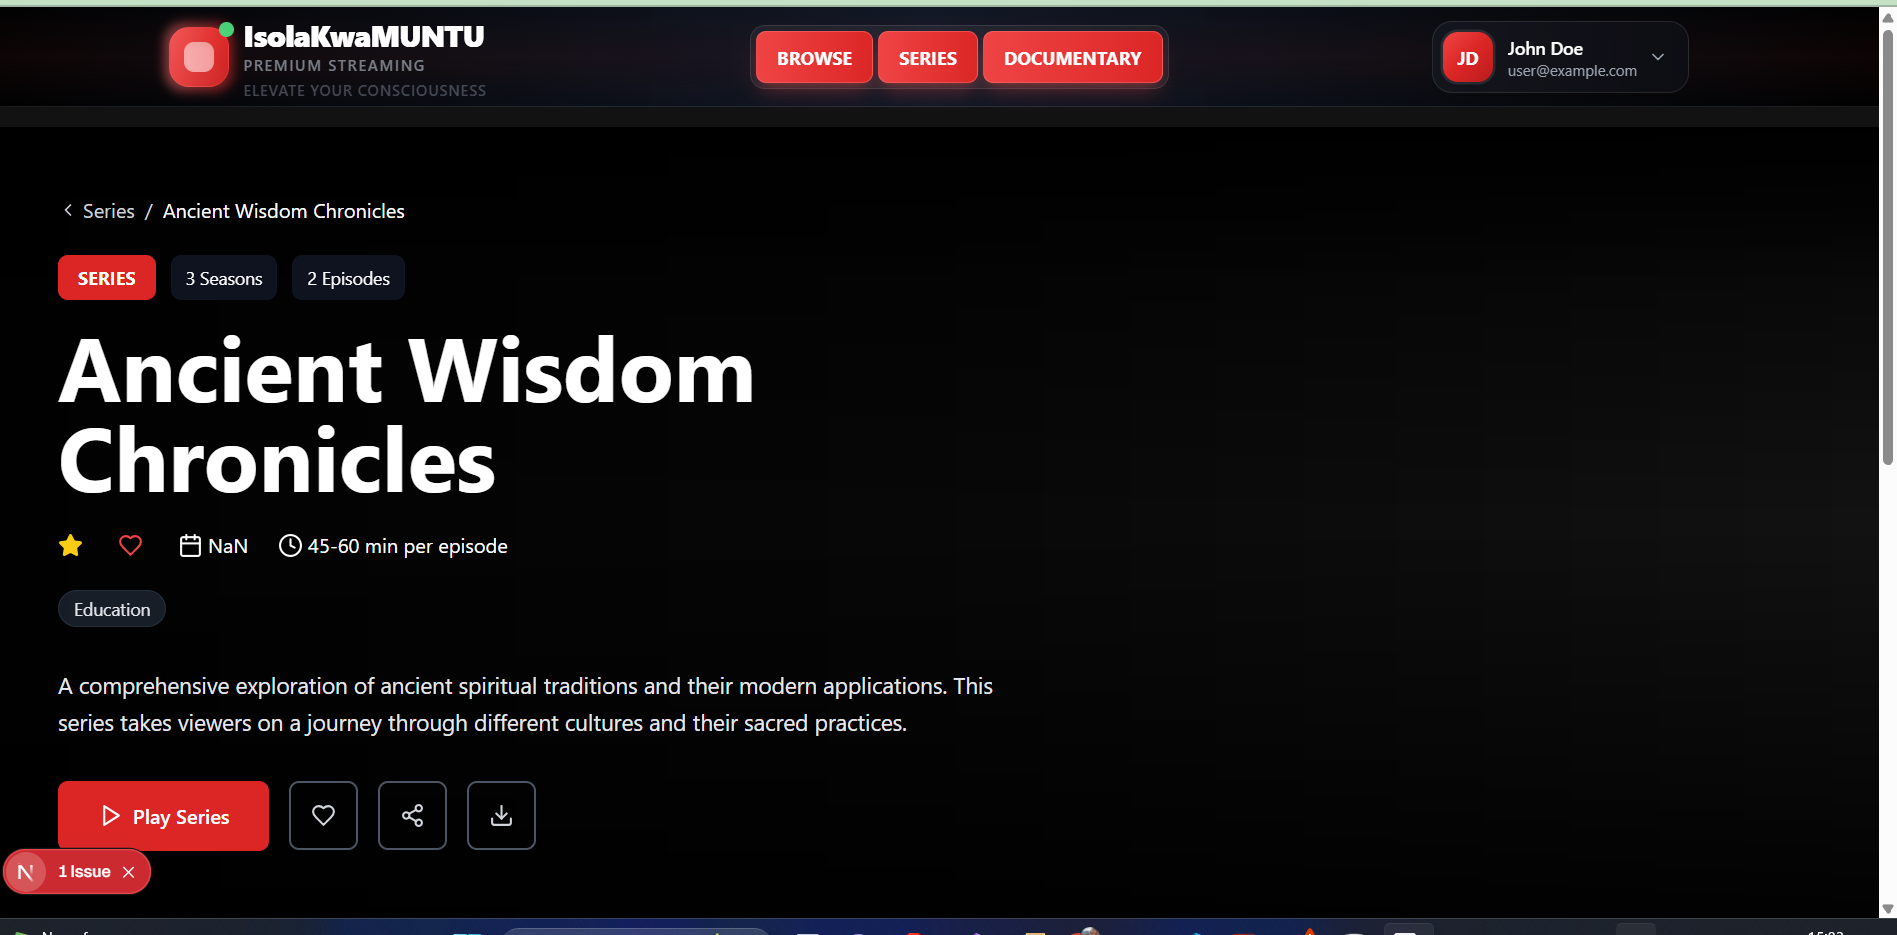 IsolaKwaMUNTU
PREMIUM STREAMING
ELEVATE YOUR CONSCIOUSNESS
BROWSE
SERIES
DOCUMENTARY
JD
John Doe
user@example.com
Series / Ancient Wisdom Chronicles
SERIES
3 Seasons
2 Episodes
Ancient Wisdom
Chronicles
NaN
45-60 min per episode
Education
A comprehensive exploration of ancient spiritual traditions and their modern applications. This
series takes viewers on a journey through different cultures and their sacred practices.
Play Series
N
1 Issue